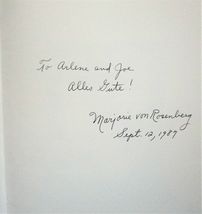 To Arlene and Joe
Alles Gute!
Marjorie von Rosenberg
Sept. 12, 1987